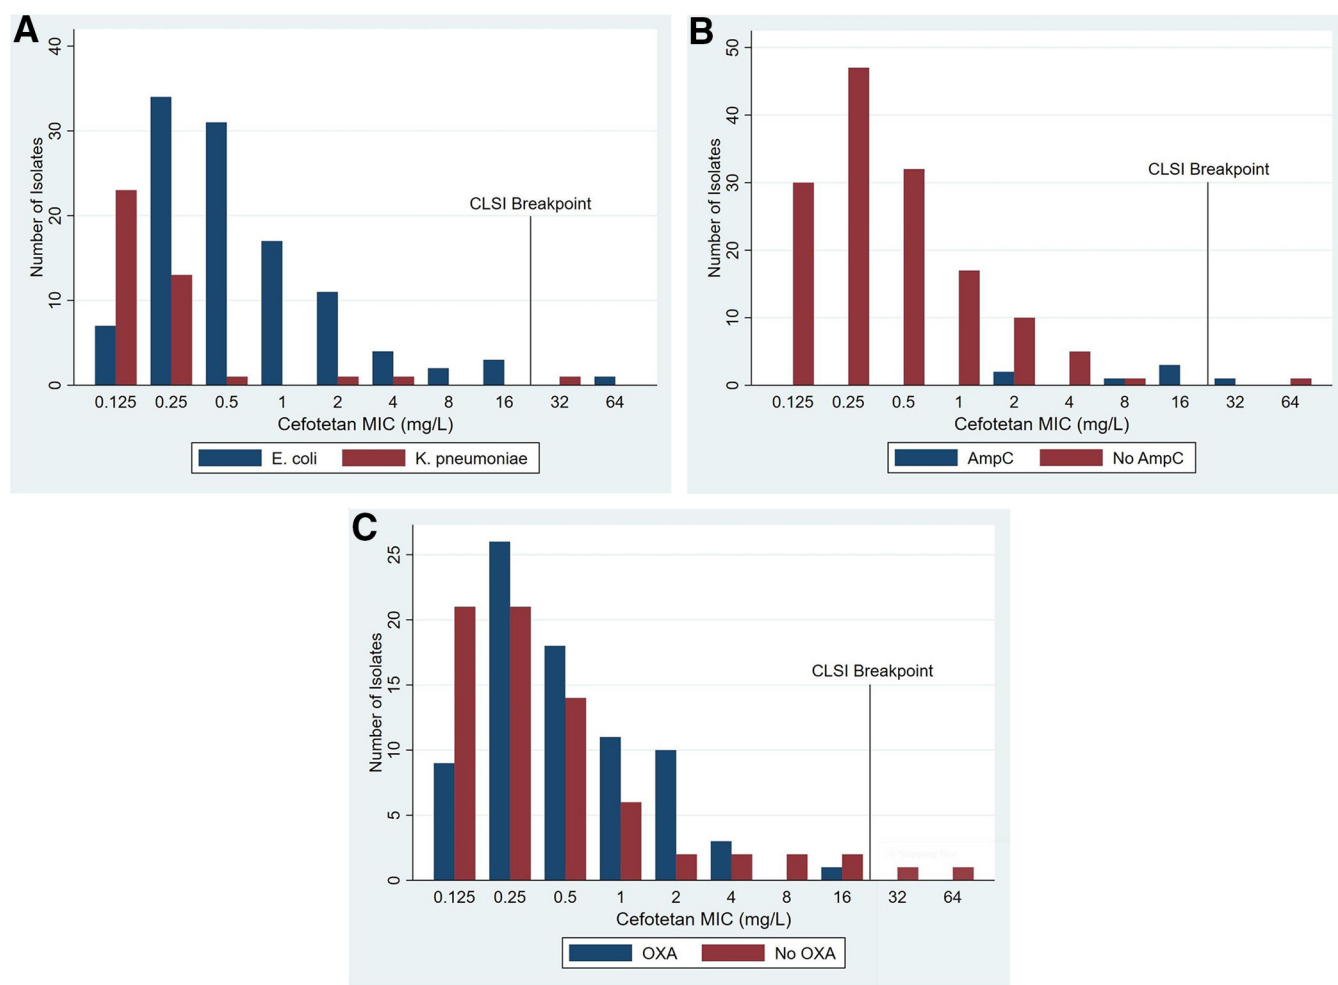 A
40
30
20
10
0
Number of Isolates
CLSI Breakpoint
0.125 0.25 0.5 1 2 4 8 16 32 64
Cefotetan MIC (mg/L)
E. coli K. pneumoniae
B
50
40
30
20
10
0
Number of Isolates
CLSI Breakpoint
0.125 0.25 0.5 1 2 4 8 16 32 64
Cefotetan MIC (mg/L)
AmpC No AmpC
C
25
20
15
10
5
0
Number of Isolates
CLSI Breakpoint
0.125 0.25 0.5 1 2 4 8 16 32 64
Cefotetan MIC (mg/L)
OXA No OXA